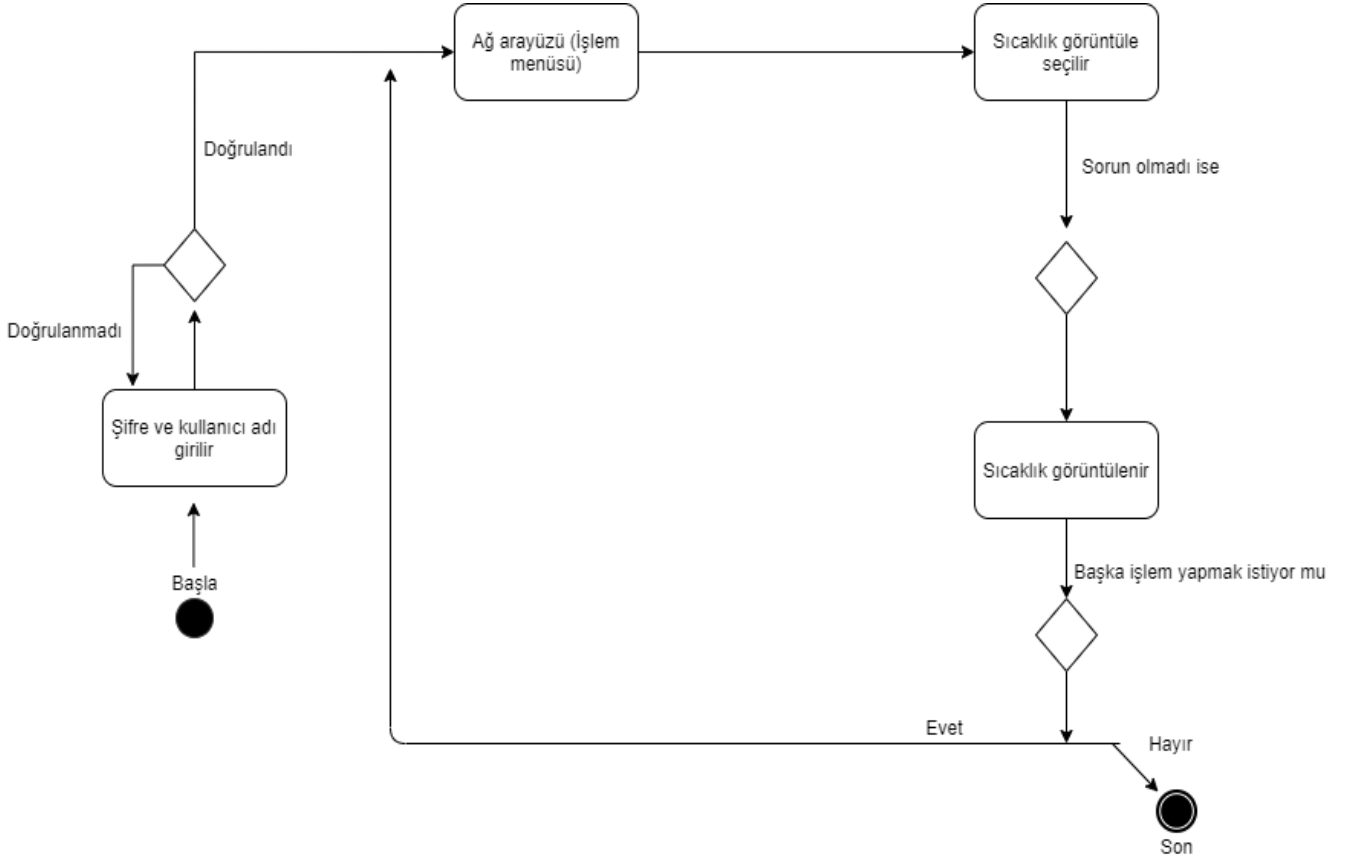 Ağ arayüzü (İşlem
menüsü)
Sıcaklık görüntüle
seçilir
Doğrulandı
Sorun olmadı ise
Doğrulanmadı
Şifre ve kullanıcı adı
girilir
Sıcaklık görüntülenir
Başla
Başka işlem yapmak istiyor mu
Evet
Hayır
Son